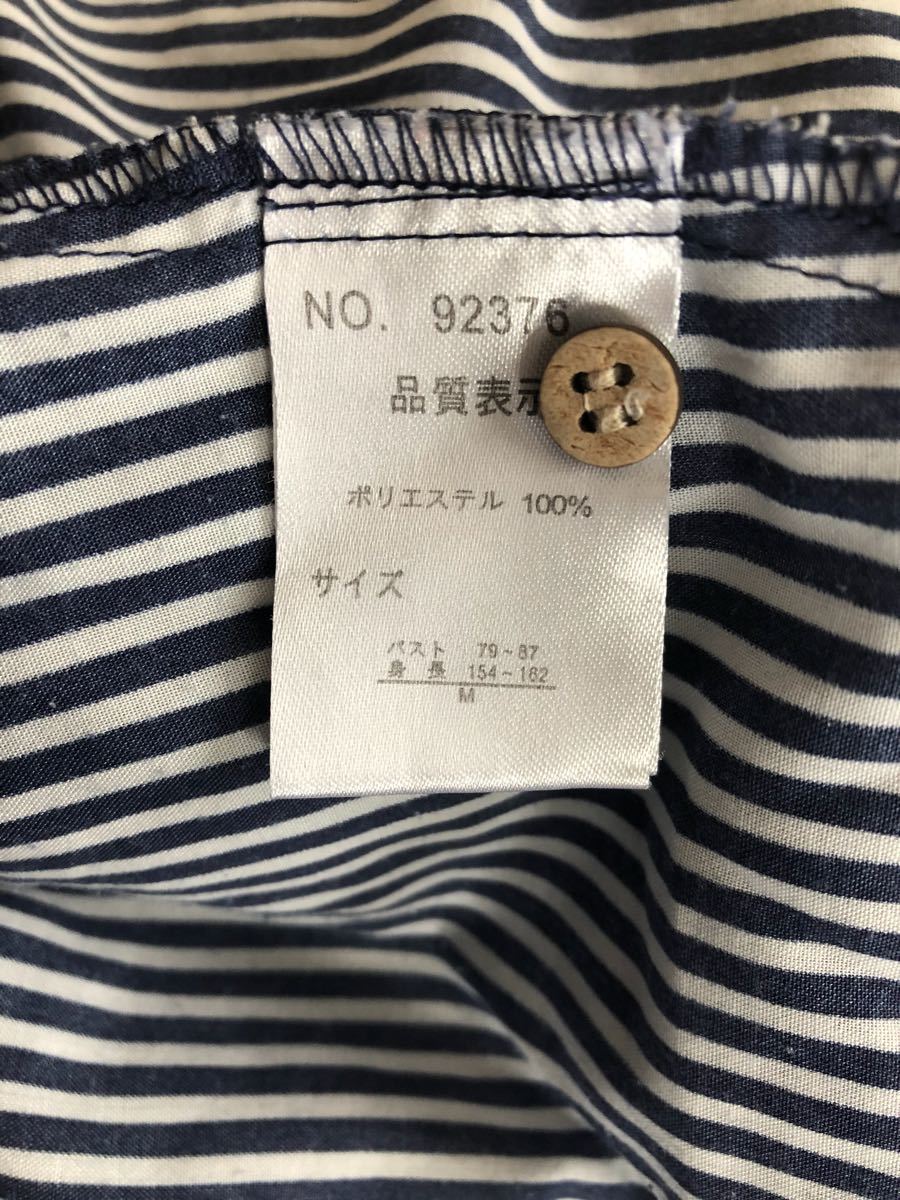 NO. 92376
品質表示
ポリエステル 100%
サイズ
バスト 79~87
身長 154~162
M